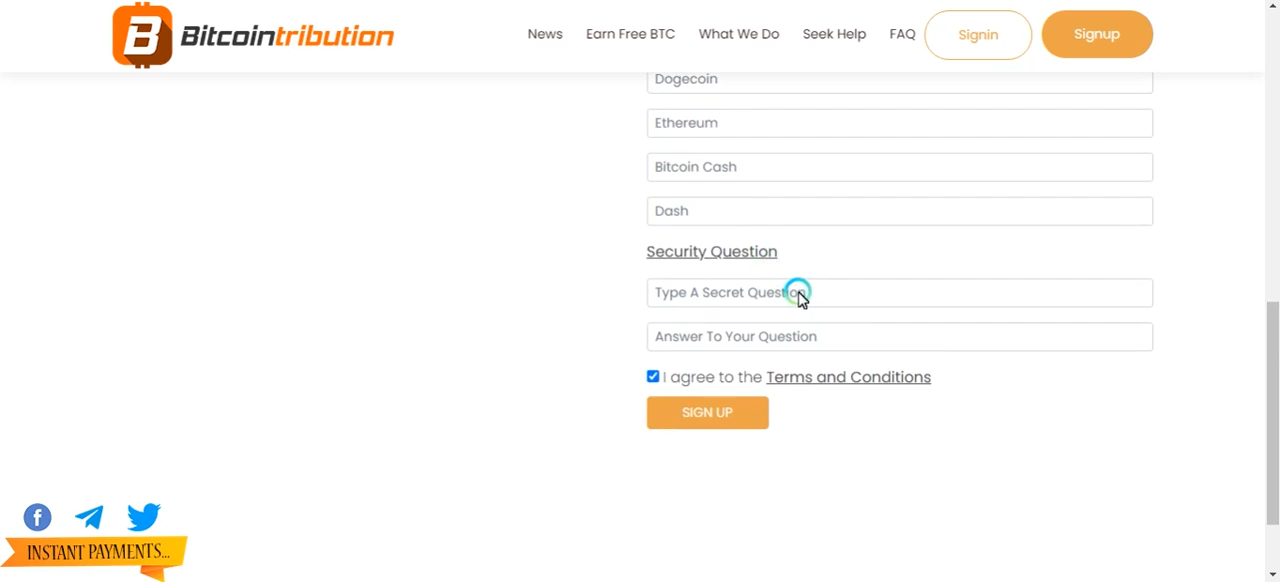 Bitcointribution
News Earn Free BTC What We Do Seek Help FAQ Signin Signup
Dogecoin
Ethereum
Bitcoin Cash
Dash
Security Question
Type A Secret Question
Answer To Your Question
I agree to the Terms and Conditions
SIGN UP
INSTANT PAYMENTS...